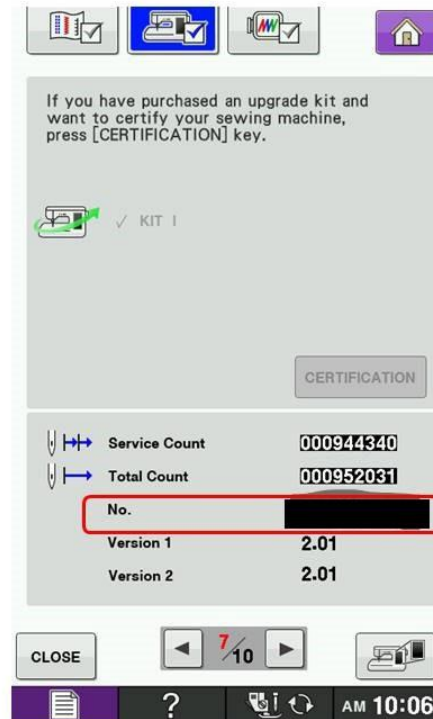 If you have purchased an upgrade kit and
want to certify your sewing machine,
press [CERTIFICATION] key.
✓ KIT I
CERTIFICATION
Service Count 000944340
Total Count 000952031
No.
Version 1 2.01
Version 2 2.01
CLOSE 7/10
? AM 10:06